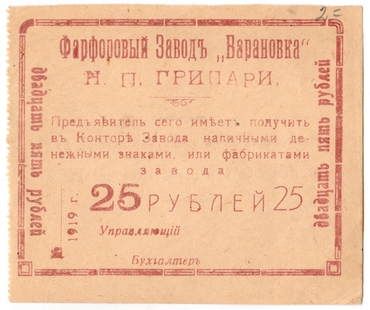 2=
Фарфоровый Заводъ „Барановка“
Н. П. ГРИПАРИ.
Предъявитель сего имѣетъ получить
въ Конторѣ Завода наличными де-
нежными знаками, или фабрикатами
завода
25 РУБЛЕЙ 25
Управляющій
Бухгалтеръ
двадцать пять рублей
двадцать пять рублей
1919 г.